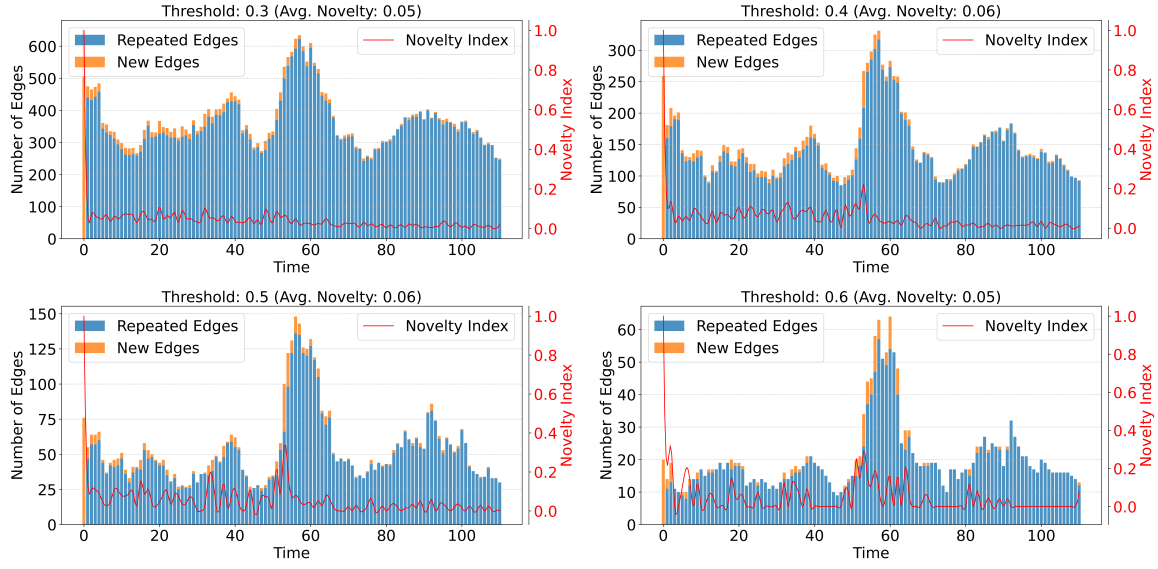 Threshold: 0.3 (Avg. Novelty: 0.05)
Repeated Edges
New Edges
Novelty Index
Number of Edges
0
100
200
300
400
500
600
0.0
0.2
0.4
0.6
0.8
1.0
Novelty Index
0 20 40 60 80 100
Time
Threshold: 0.4 (Avg. Novelty: 0.06)
Repeated Edges
New Edges
Novelty Index
Number of Edges
0
50
100
150
200
250
300
0.0
0.2
0.4
0.6
0.8
1.0
Novelty Index
0 20 40 60 80 100
Time
Threshold: 0.5 (Avg. Novelty: 0.06)
Repeated Edges
New Edges
Novelty Index
Number of Edges
0
25
50
75
100
125
150
0.0
0.2
0.4
0.6
0.8
1.0
Novelty Index
0 20 40 60 80 100
Time
Threshold: 0.6 (Avg. Novelty: 0.05)
Repeated Edges
New Edges
Novelty Index
Number of Edges
0
10
20
30
40
50
60
0.0
0.2
0.4
0.6
0.8
1.0
Novelty Index
0 20 40 60 80 100
Time